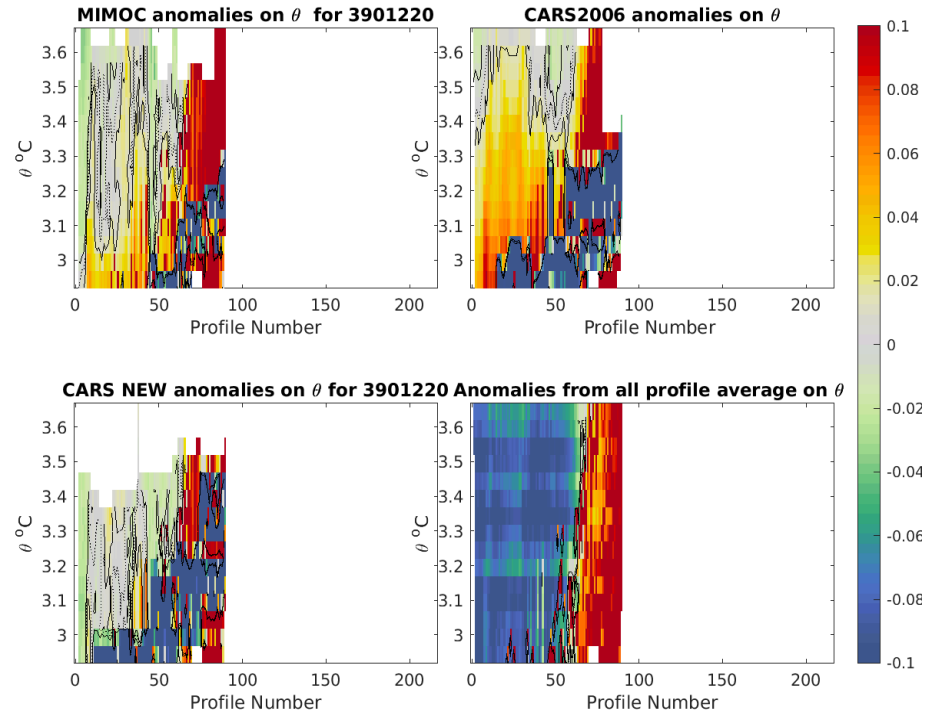 MIMOC anomalies on θ for 3901220
CARS2006 anomalies on θ
3.6
3.5
3.4
3.3
3.2
3.1
3
θ °C
0 50 100 150 200
Profile Number
3.6
3.5
3.4
3.3
3.2
3.1
3
θ °C
0 50 100 150 200
Profile Number
CARS NEW anomalies on θ for 3901220
Anomalies from all profile average on θ
3.6
3.5
3.4
3.3
3.2
3.1
3
θ °C
0 50 100 150 200
Profile Number
3.6
3.5
3.4
3.3
3.2
3.1
3
θ °C
0 50 100 150 200
Profile Number
0.1
0.08
0.06
0.04
0.02
0
-0.02
-0.04
-0.06
-0.08
-0.1